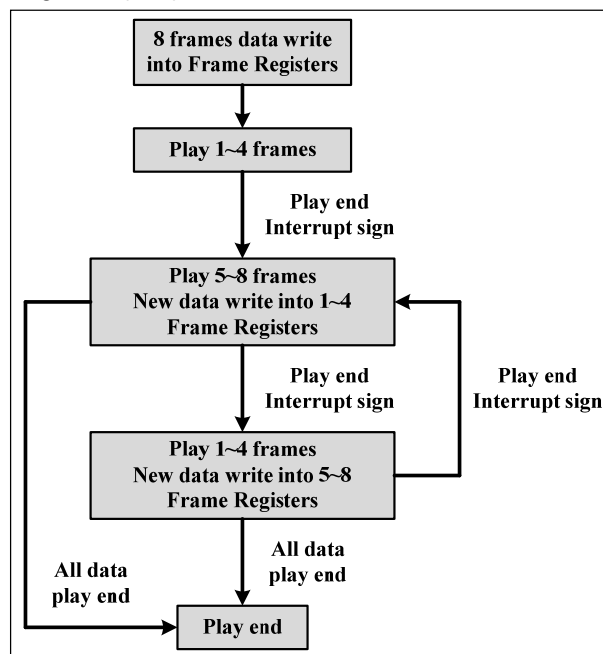 8 frames data write
into Frame Registers
Play 1~4 frames
Play end
Interrupt sign
Play 5~8 frames
New data write into 1~4
Frame Registers
Play end
Interrupt sign
Play end
Interrupt sign
Play 1~4 frames
New data write into 5~8
Frame Registers
All data
play end
All data
play end
Play end